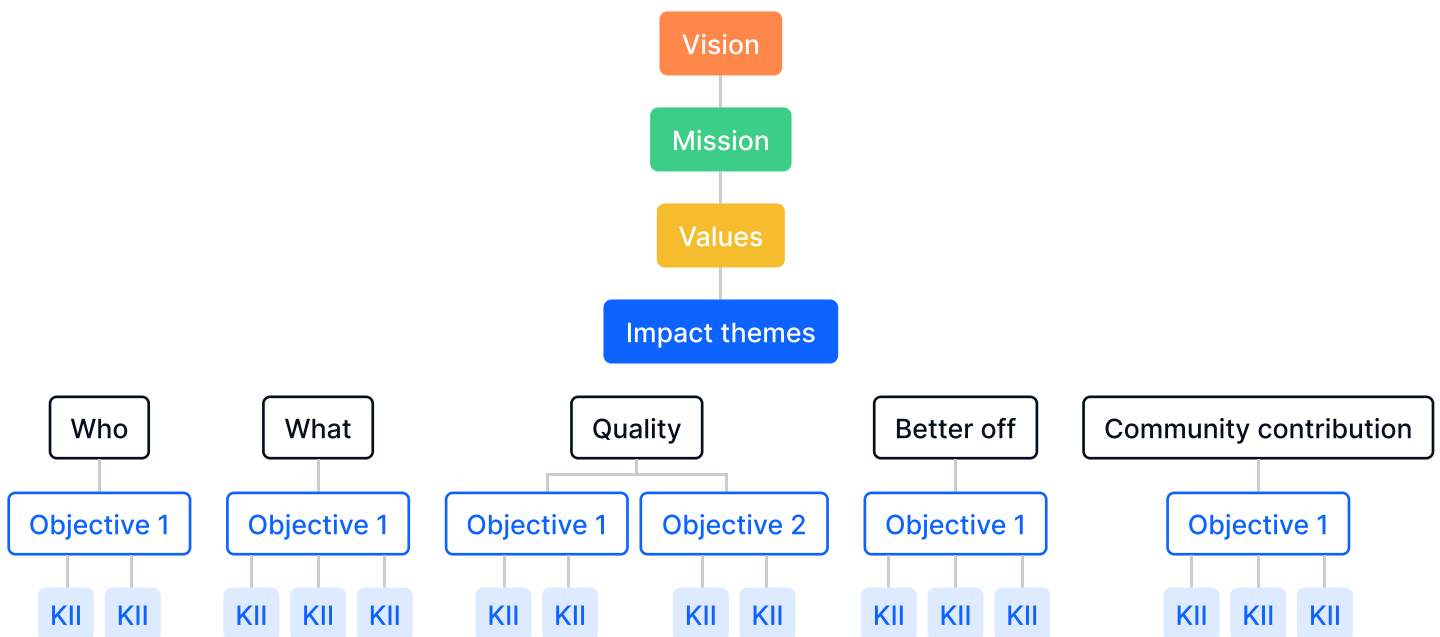 Vision
Mission
Values
Impact themes
Who What Quality Better off Community contribution
Objective 1 Objective 1 Objective 1 Objective 2 Objective 1 Objective 1
KII KII KII KII KII KII KII KII KII KII KII KII KII KII KII